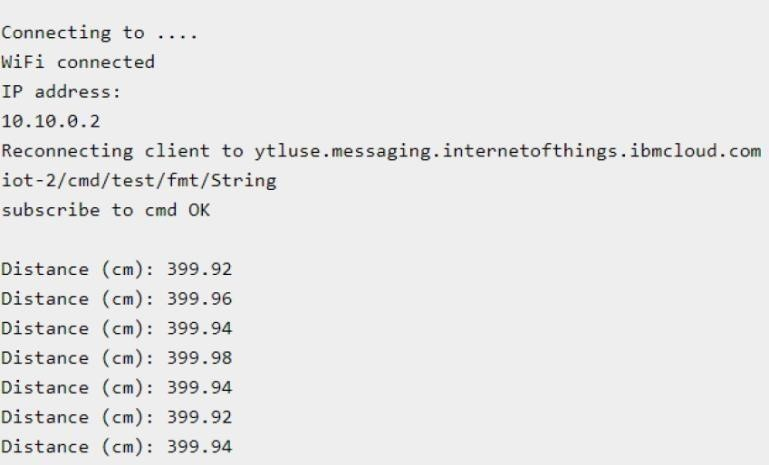 Connecting to ....
WiFi connected
IP address:
10.10.0.2
Reconnecting client to ytluse.messaging.internetofthings.ibmcloud.com
iot-2/cmd/test/fmt/String
subscribe to cmd OK
Distance (cm): 399.92
Distance (cm): 399.96
Distance (cm): 399.94
Distance (cm): 399.98
Distance (cm): 399.94
Distance (cm): 399.92
Distance (cm): 399.94